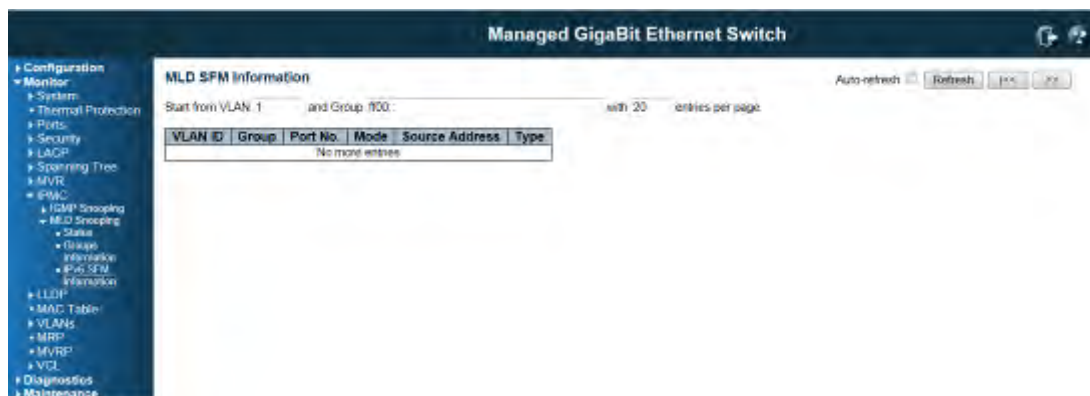 Managed GigaBit Ethernet Switch
Configuration
Monitor
System
Thermal Protection
Ports
Security
LACP
Spanning Tree
MVR
IPMC
IGMP Snooping
MLD Snooping
Status
Groups
Information
IPv6 SFM
Information
LLDP
MAC Table
VLANs
MRP
MVRP
VCL
Diagnostics
Maintenance
MLD SFM Information
Auto-refresh Refresh |<< >>
Start from VLAN 1 and Group ff00:: with 20 entries per page.
VLAN ID Group Port No. Mode Source Address Type
No more entries